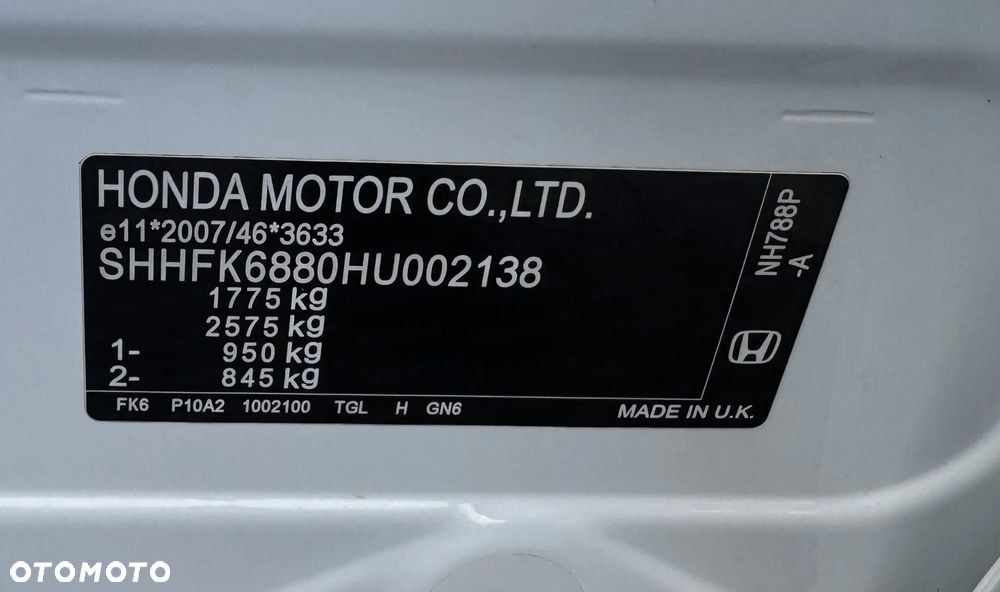 HONDA MOTOR CO.,LTD.
e11*2007/46*3633
SHHFK6880HU002138
1775 kg
2575 kg
1- 950 kg
2- 845 kg
FK6 P10A2 1002100 TGL H GN6
MADE IN U.K.
NH788P
-A
OTOMOTO